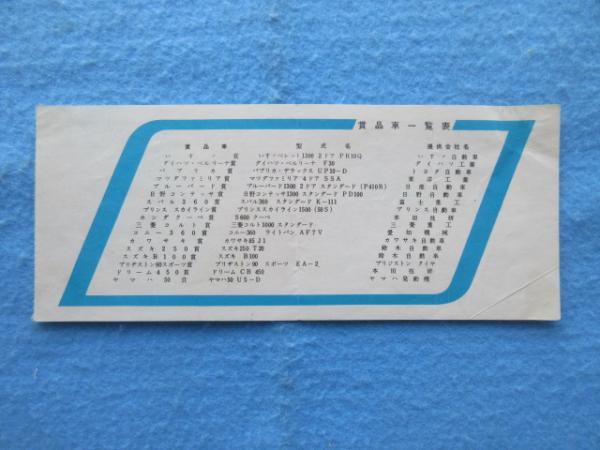 賞品車一覧表
賞品車 型式名 提供会社名
いすゞ賞 いすゞベレット1300 2ドア PR10Q いすゞ自動車
ダイハツ・ベルリーナ賞 ダイハツ・ベルリーナ F30 ダイハツ工業
パブリカ賞 パブリカ・デラックス UP10-D トヨタ自動車
マツダファミリア賞 マツダファミリア 4ドア SSA 東洋工業
ブルーバード賞 ブルーバード1300 2ドア スタンダード (P410B) 日産自動車
日野コンテッサ賞 日野コンテッサ1300 スタンダード PD100 日野自動車
スバル360賞 スバル360 スタンダード K-111 富士重工
プリンス スカイライン賞 プリンススカイライン1500 (S0S) プリンス自動車
ホンダクーペ賞 S600 クーペ 本田技研
三菱コルト賞 三菱コルト1000 スタンダード 三菱重工
コニー360賞 コニー360 ライトバン AF7V 愛知機械
カワサキ賞 カワサキ85 J1 カワサキ自動車
スズキ250賞 スズキ250 T20 鈴木自動車
スズキB100賞 スズキ B100 鈴木自動車
ブリヂストン90スポーツ賞 ブリヂストン90 スポーツ EA-2 ブリジストン タイヤ
ドリーム450賞 ドリーム CB 450 本田技研
ヤマハ50賞 ヤマハ50 U5-D ヤマハ発動機